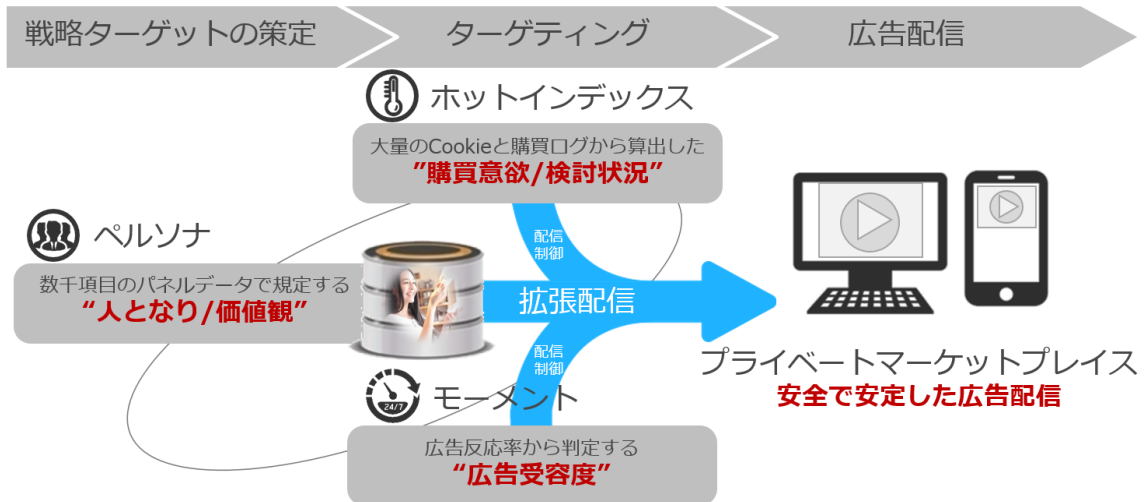 戦略ターゲットの策定
ターゲティング
広告配信
ホットインデックス
大量のCookieと購買ログから算出した
”購買意欲/検討状況”
ペルソナ
数千項目のパネルデータで規定する
“人となり/価値観”
配信
制御
拡張配信
配信
制御
プライベートマーケットプレイス
安全で安定した広告配信
24/7
モーメント
広告反応率から判定する
“広告受容度”